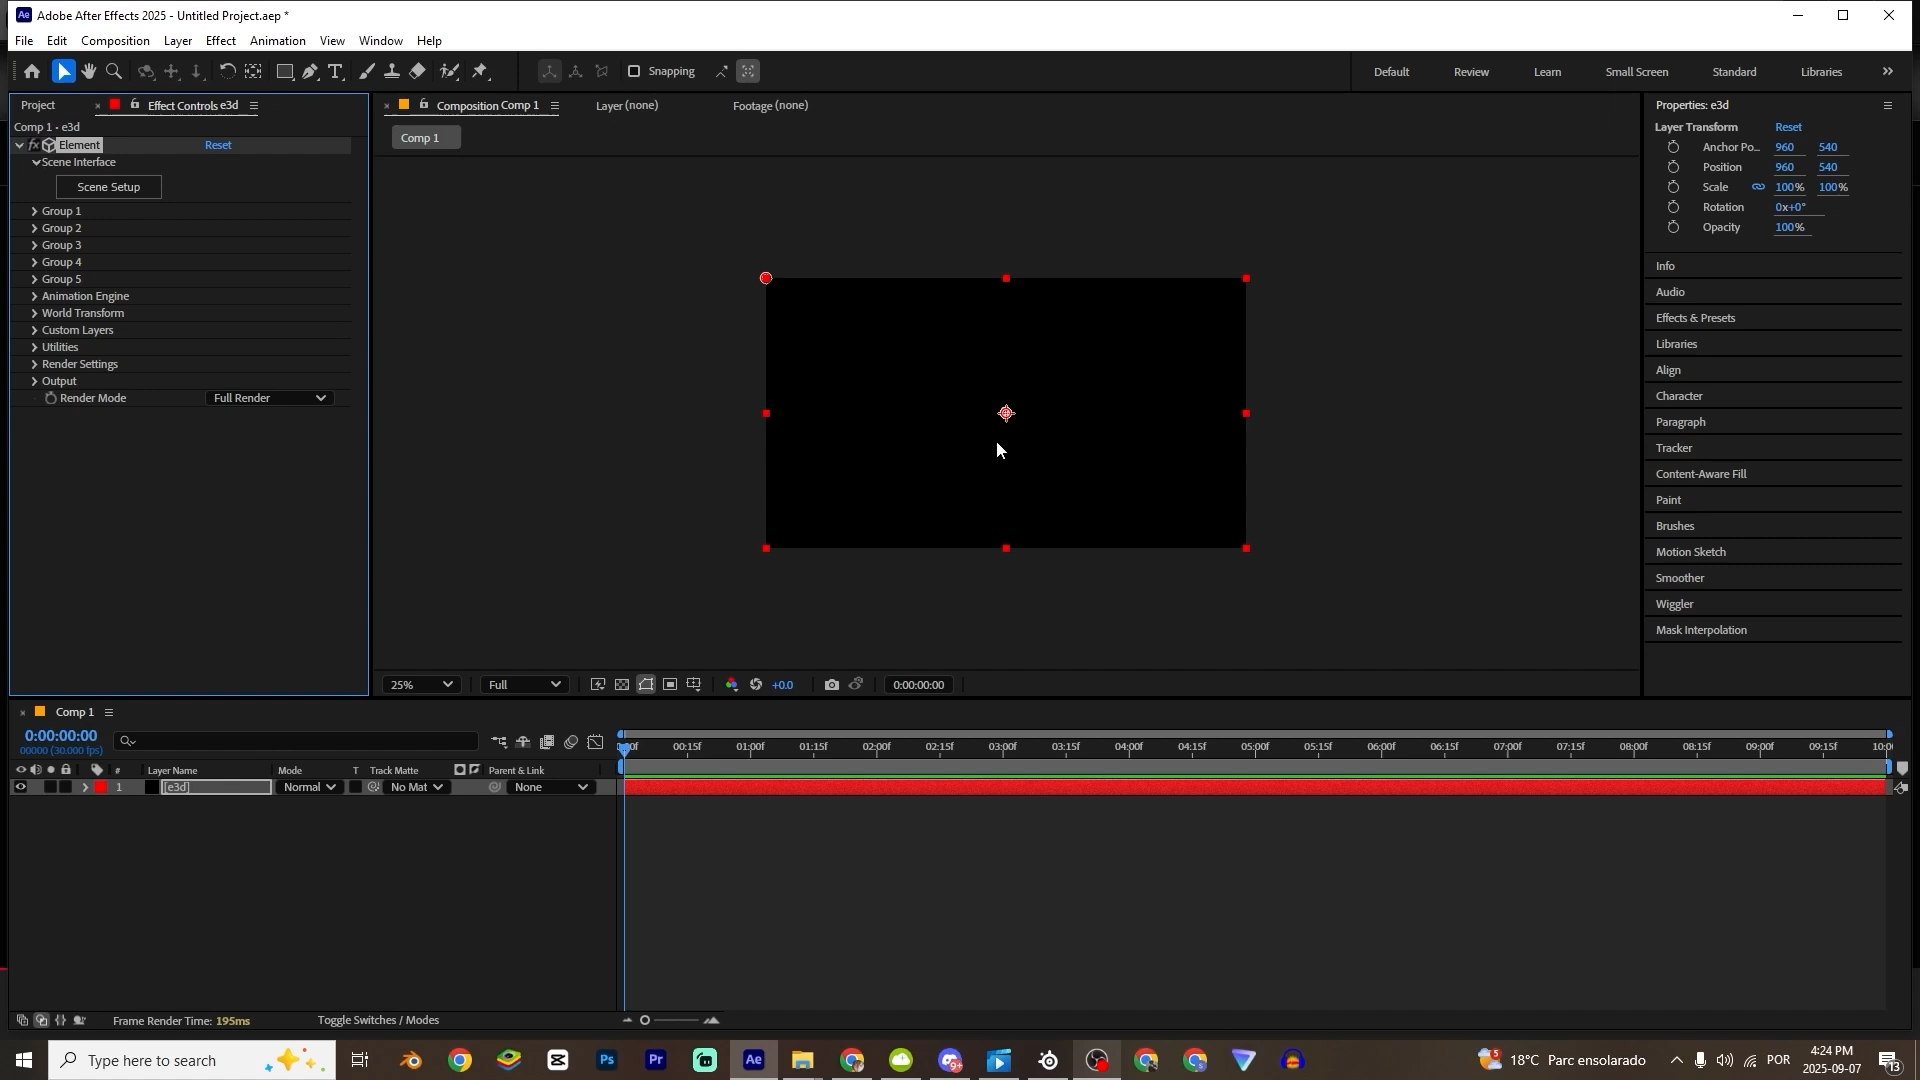 Adobe After Effects 2025 - Untitled Project.aep *
File Edit Composition Layer Effect Animation View Window Help
Snapping Default Review Learn Small Screen Standard Libraries
Project Effect Controls e3d
Comp 1 • e3d
fx Element Reset
Scene Interface
Scene Setup
Group 1
Group 2
Group 3
Group 4
Group 5
Animation Engine
World Transform
Custom Layers
Utilities
Render Settings
Output
Render Mode Full Render
Composition Comp 1 Layer (none) Footage (none)
Comp 1
25% Full +0.0 0:00:00:00
Properties: e3d
Layer Transform Reset
Anchor Po... 960 540
Position 960 540
Scale 100% 100%
Rotation 0x+0°
Opacity 100%
Info
Audio
Effects & Presets
Libraries
Align
Character
Paragraph
Tracker
Content-Aware Fill
Paint
Brushes
Motion Sketch
Smoother
Wiggler
Mask Interpolation
Comp 1
0:00:00:00
00000 (30.000 fps)
00:15f 01:00f 01:15f 02:00f 02:15f 03:00f 03:15f 04:00f 04:15f 05:00f 05:15f 06:00f 06:15f 07:00f 07:15f 08:00f 08:15f 09:00f 09:15f 10:0
# Layer Name Mode T Track Matte Parent & Link
1 [e3d] Normal No Mat None
Frame Render Time: 195ms Toggle Switches / Modes
Type here to search
Ps Pr Ae 9+
5 18°C Parc ensolarado POR
4:24 PM
2025-09-07
13